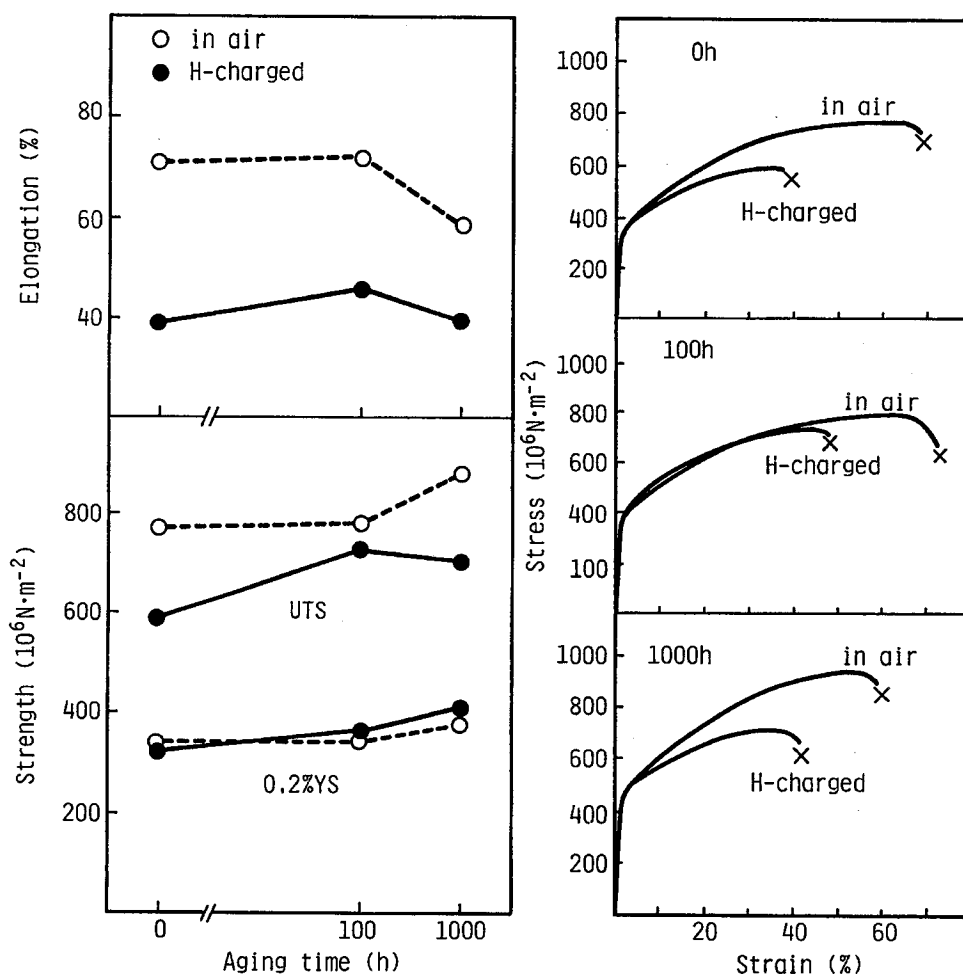 in air
H-charged
80
60
40
Elongation (%)
800
600
400
200
UTS
0.2%YS
Strength (10⁶N·m⁻²)
0
100
1000
Aging time (h)
1000
800
600
400
200
0h
in air
H-charged
1000
800
600
400
100
100h
in air
H-charged
Stress (10⁶N·m⁻²)
1000
800
600
400
200
1000h
in air
H-charged
20
40
60
Strain (%)